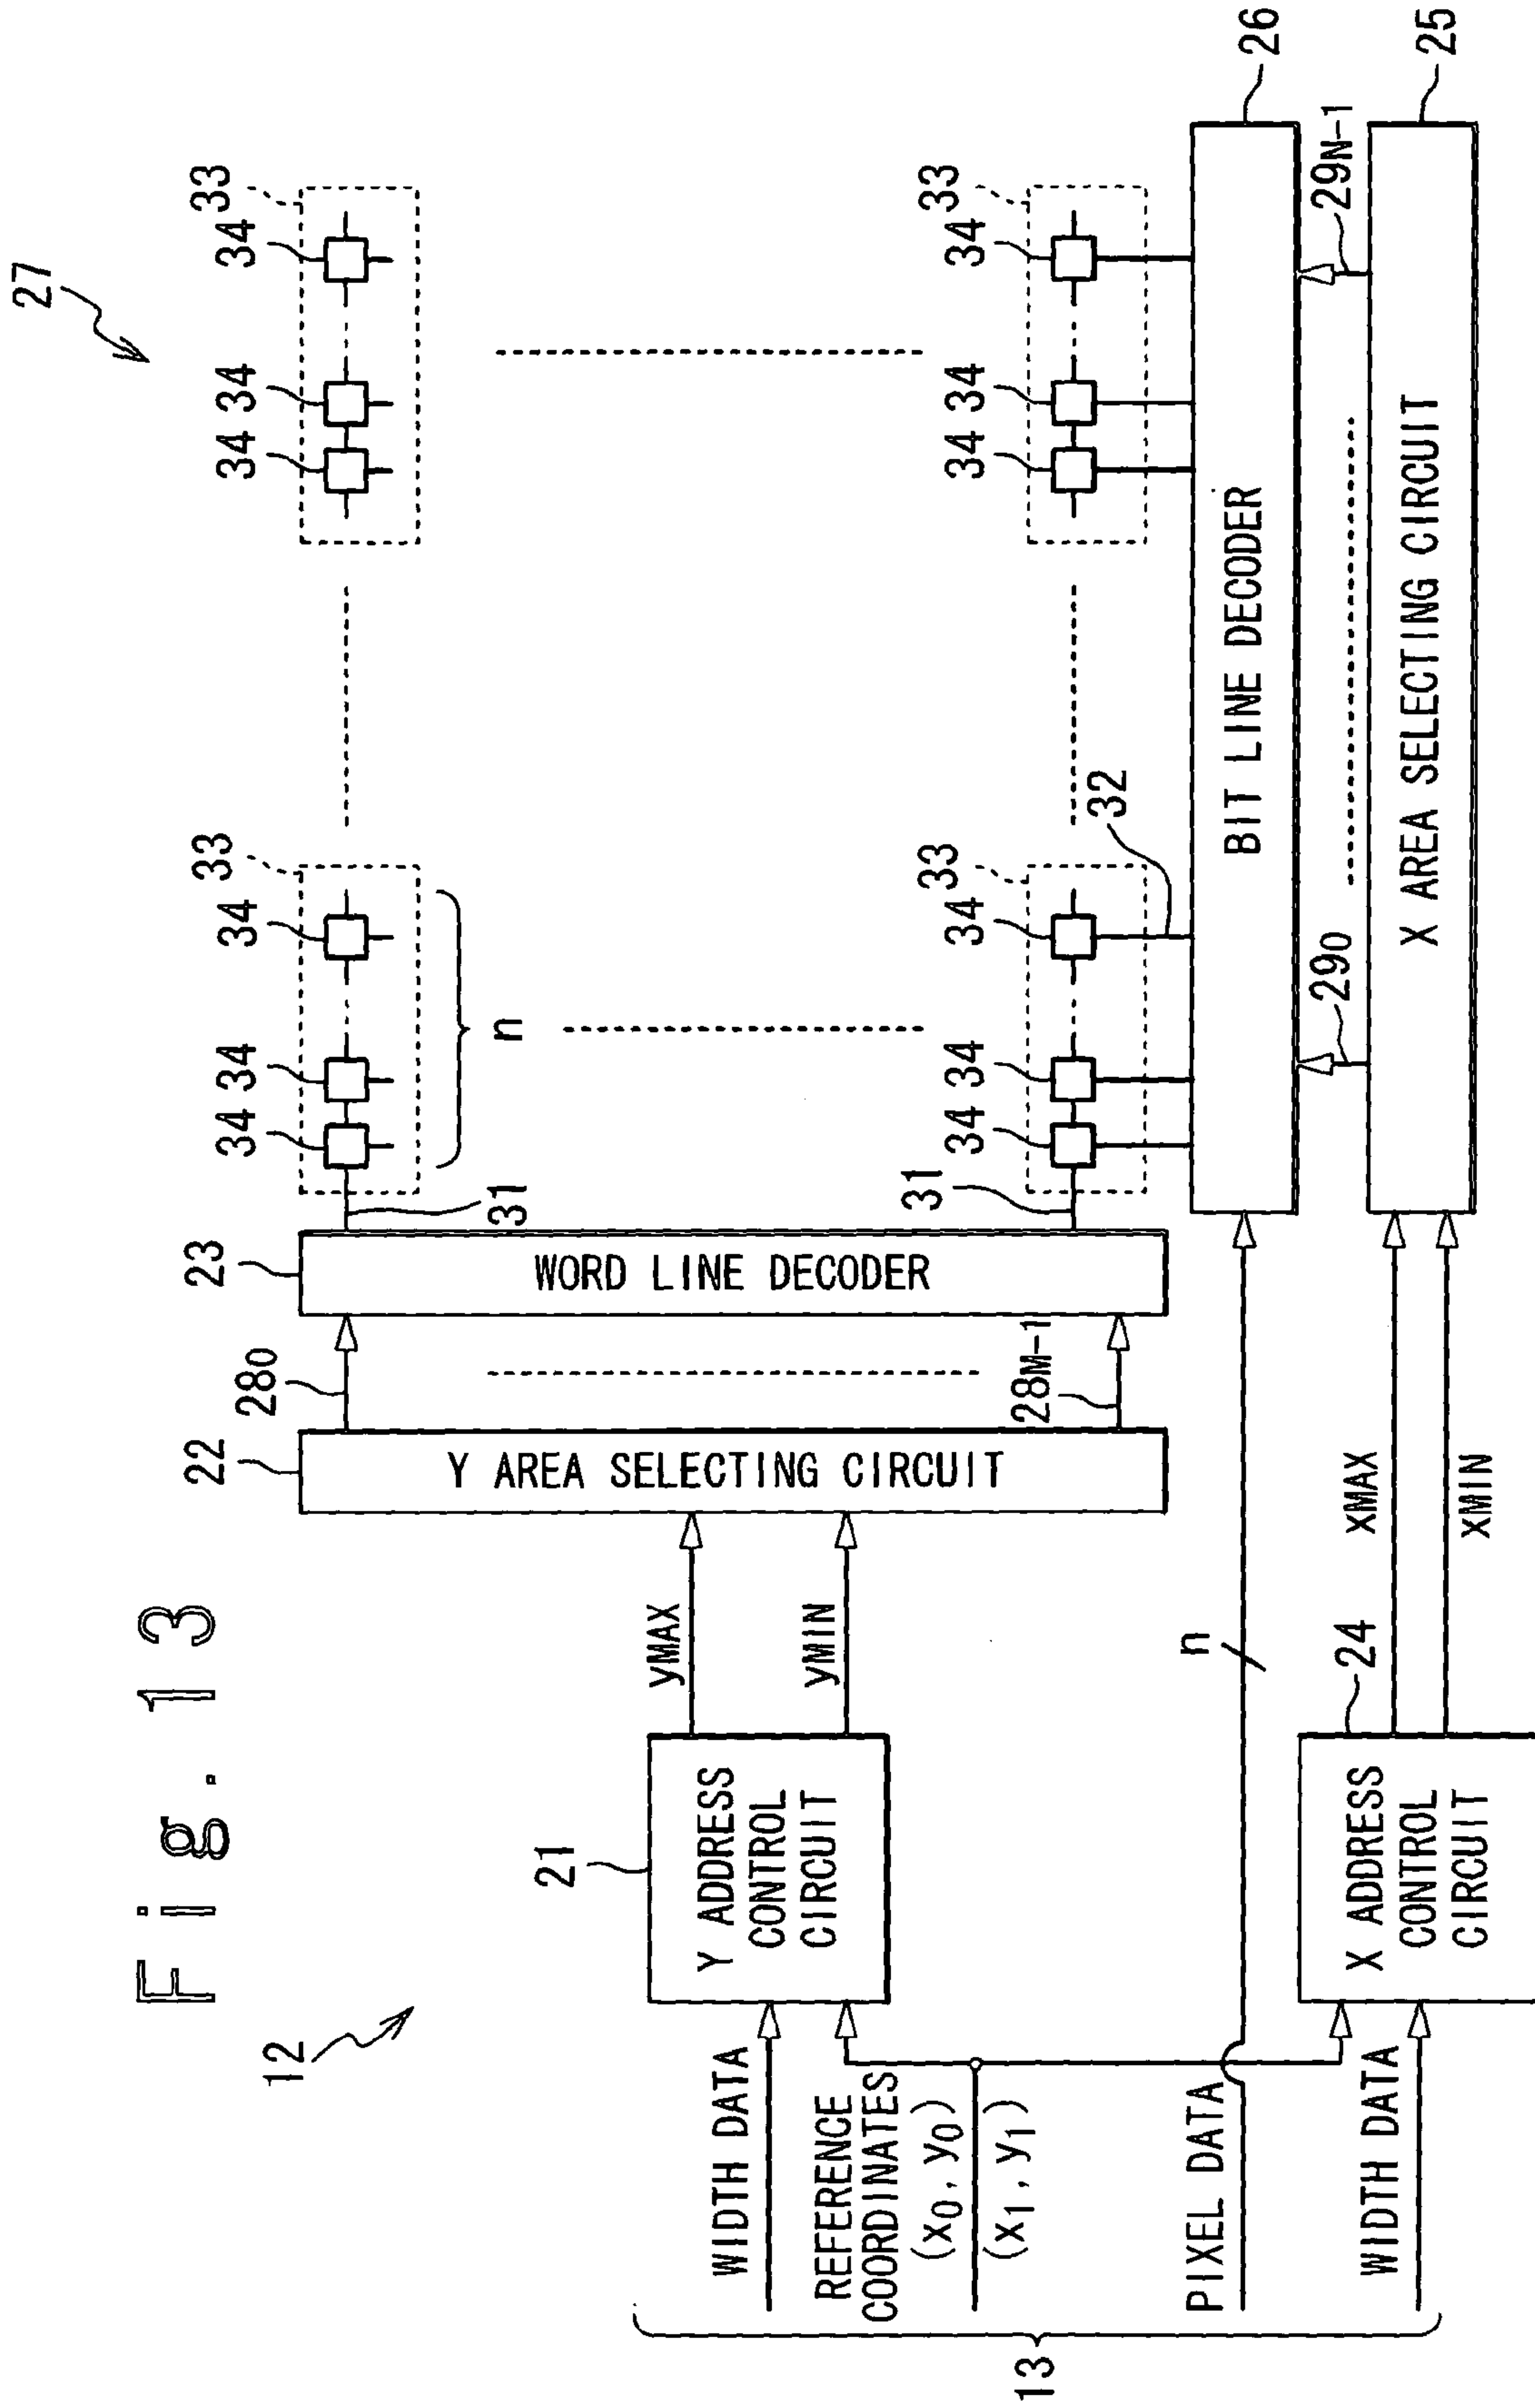 Fig. 13
12
27
23
22
28₀
28M-1
WORD LINE DECODER
Y AREA SELECTING CIRCUIT
31
31
33
34
34
34
n
33
34
34
34
33
34
34
34
32
33
34
34
34
26
BIT LINE DECODER
29₀
29N-1
25
X AREA SELECTING CIRCUIT
21
Y ADDRESS
CONTROL
CIRCUIT
yMAX
yMIN
WIDTH DATA
REFERENCE
COORDINATES
(x₀, y₀)
(x₁, y₁)
PIXEL DATA
n
WIDTH DATA
13
24
X ADDRESS
CONTROL
CIRCUIT
xMAX
xMIN